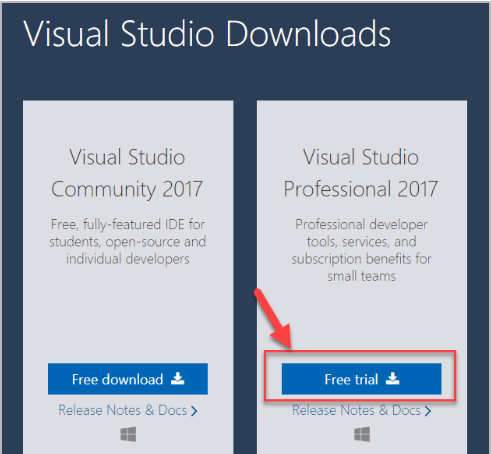 Visual Studio Downloads
Visual Studio
Community 2017
Free, fully-featured IDE for
students, open-source and
individual developers
Free download
Release Notes & Docs
Visual Studio
Professional 2017
Professional developer
tools, services, and
subscription benefits for
small teams
Free trial
Release Notes & Docs